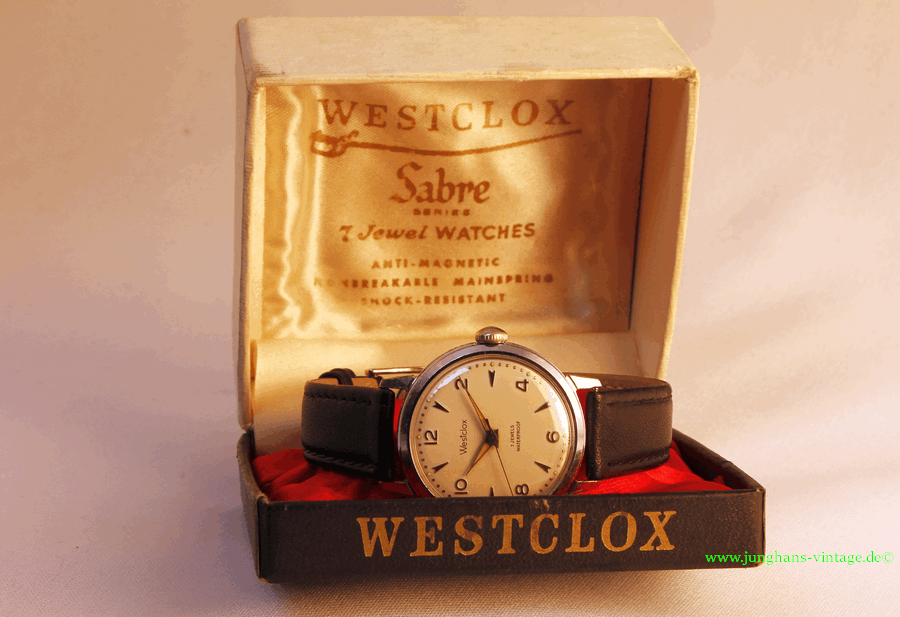 WESTCLOX
Sabre
SERIES
7 Jewel WATCHES
ANTI-MAGNETIC
NONBREAKABLE MAINSPRING
SHOCK-RESISTANT
2
4
12
Westclox
7 JEWELS
WATERPROOF
6
10
8
WESTCLOX
www.junghans-vintage.de©